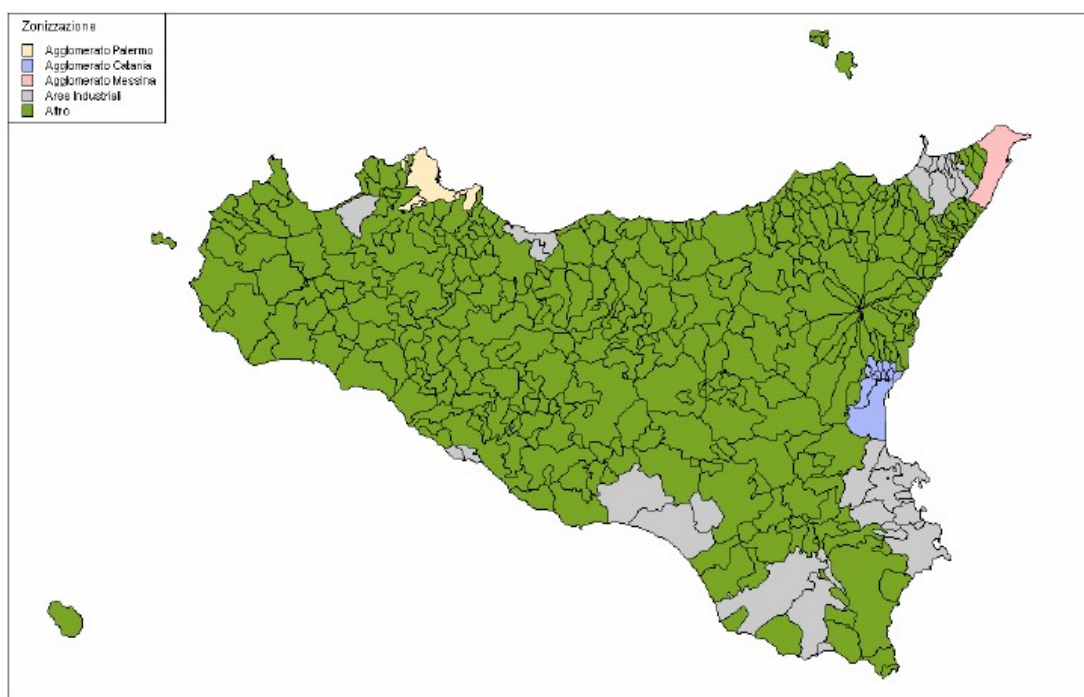 Zonizzazione
Agglomerato Palermo
Agglomerato Catania
Agglomerato Messina
Aree Industriali
Altro